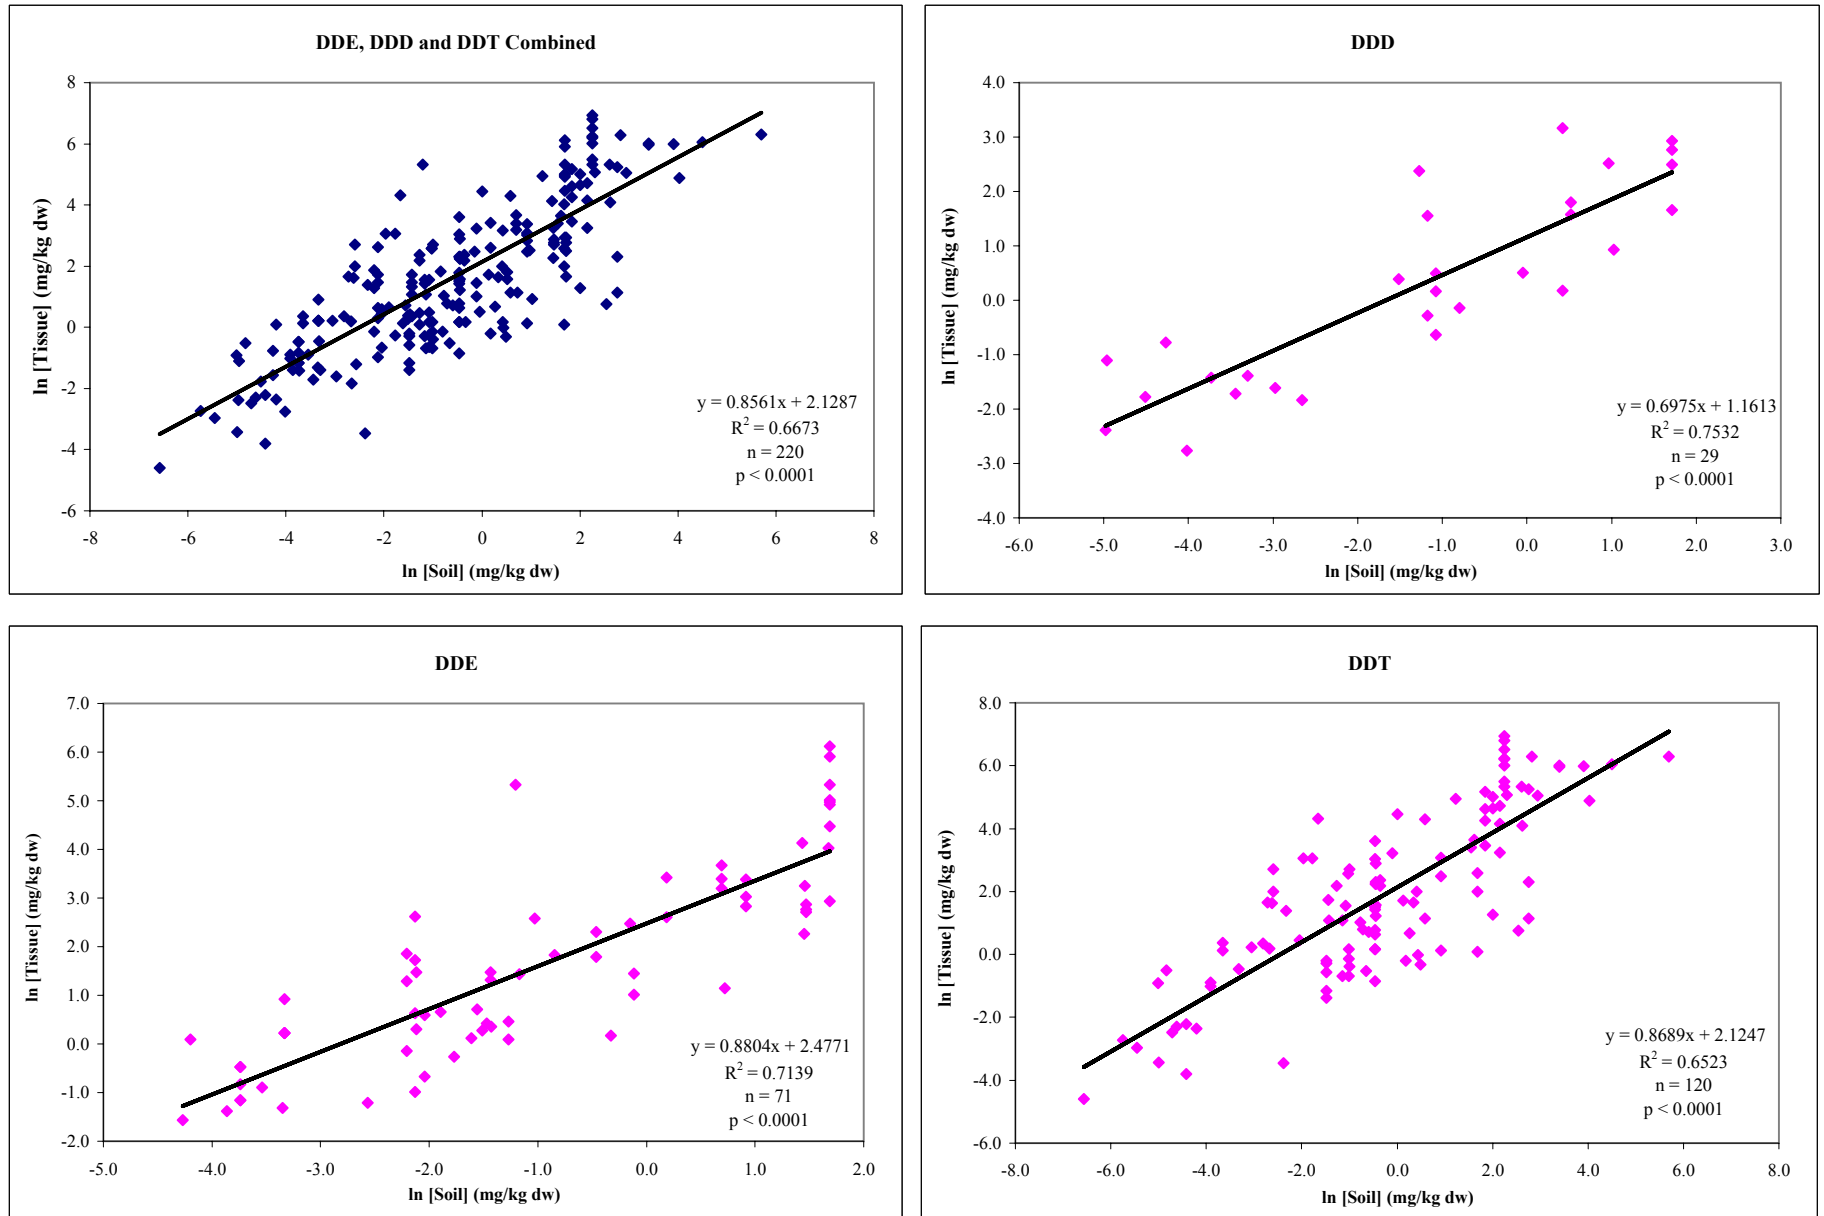 DDE, DDD and DDT Combined
8
6
4
2
0
-2
-4
-6
-8
-6
-4
-2
0
2
4
6
8
ln [Tissue] (mg/kg dw)
ln [Soil] (mg/kg dw)
y = 0.8561x + 2.1287
R² = 0.6673
n = 220
p < 0.0001
DDD
4.0
3.0
2.0
1.0
0.0
-1.0
-2.0
-3.0
-4.0
-6.0
-5.0
-4.0
-3.0
-2.0
-1.0
0.0
1.0
2.0
3.0
ln [Tissue] (mg/kg dw)
ln [Soil] (mg/kg dw)
y = 0.6975x + 1.1613
R² = 0.7532
n = 29
p < 0.0001
DDE
7.0
6.0
5.0
4.0
3.0
2.0
1.0
0.0
-1.0
-2.0
-5.0
-4.0
-3.0
-2.0
-1.0
0.0
1.0
2.0
ln [Tissue] (mg/kg dw)
ln [Soil] (mg/kg dw)
y = 0.8804x + 2.4771
R² = 0.7139
n = 71
p < 0.0001
DDT
8.0
6.0
4.0
2.0
0.0
-2.0
-4.0
-6.0
-8.0
-6.0
-4.0
-2.0
0.0
2.0
4.0
6.0
8.0
ln [Tissue] (mg/kg dw)
ln [Soil] (mg/kg dw)
y = 0.8689x + 2.1247
R² = 0.6523
n = 120
p < 0.0001